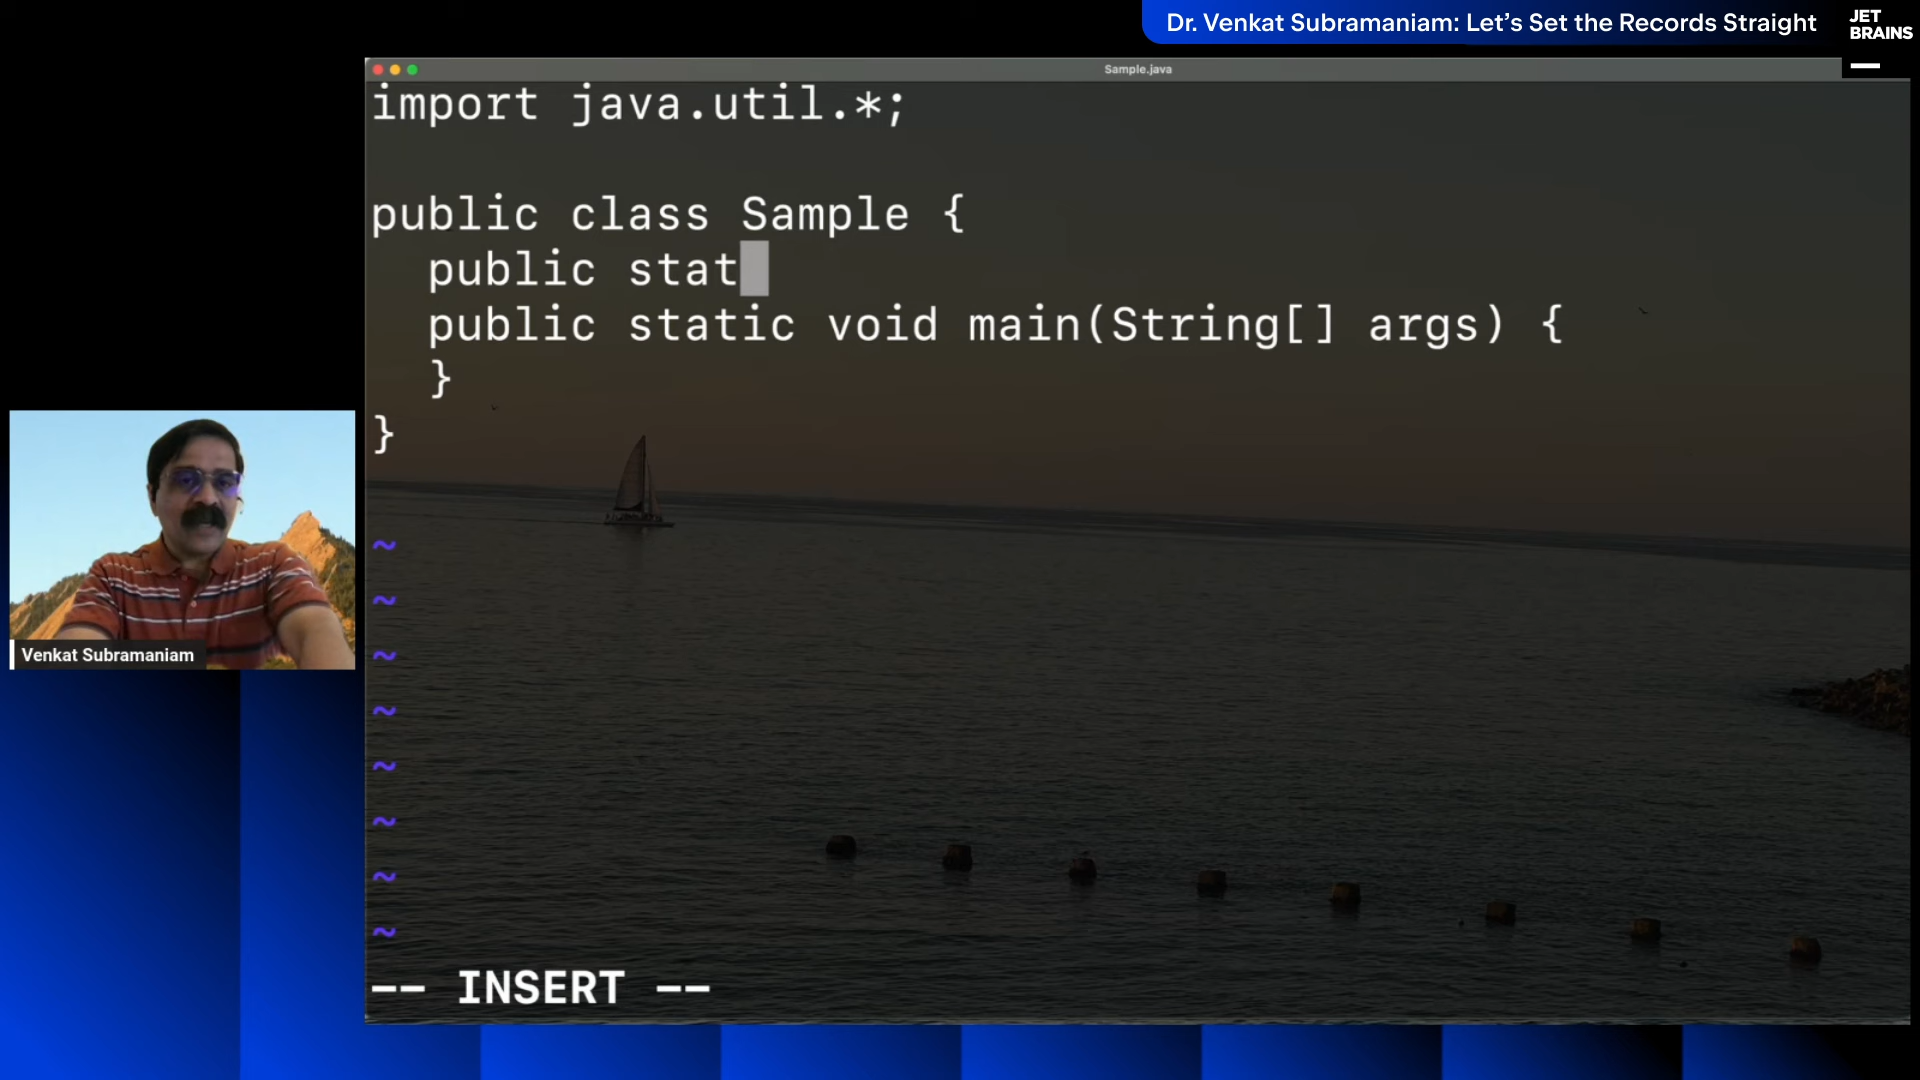 Dr. Venkat Subramaniam: Let’s Set the Records Straight
JET
BRAINS
Sample.java
import java.util.*;
public class Sample {
  public stat
  public static void main(String[] args) {
  }
}
~
~
~
~
~
~
~
~
-- INSERT --
Venkat Subramaniam